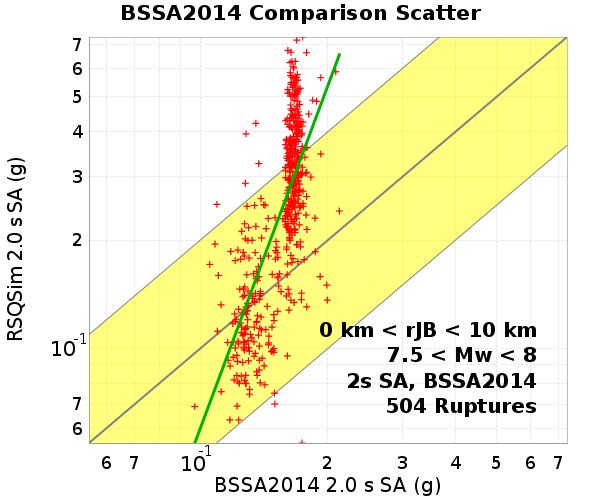 BSSA2014 Comparison Scatter
RSQSim 2.0 s SA (g)
7
6
5
4
3
2
10⁻¹
7
6
0 km < rJB < 10 km
7.5 < Mw < 8
2s SA, BSSA2014
504 Ruptures
6 7 10⁻¹ 2 3 4 5 6 7
BSSA2014 2.0 s SA (g)